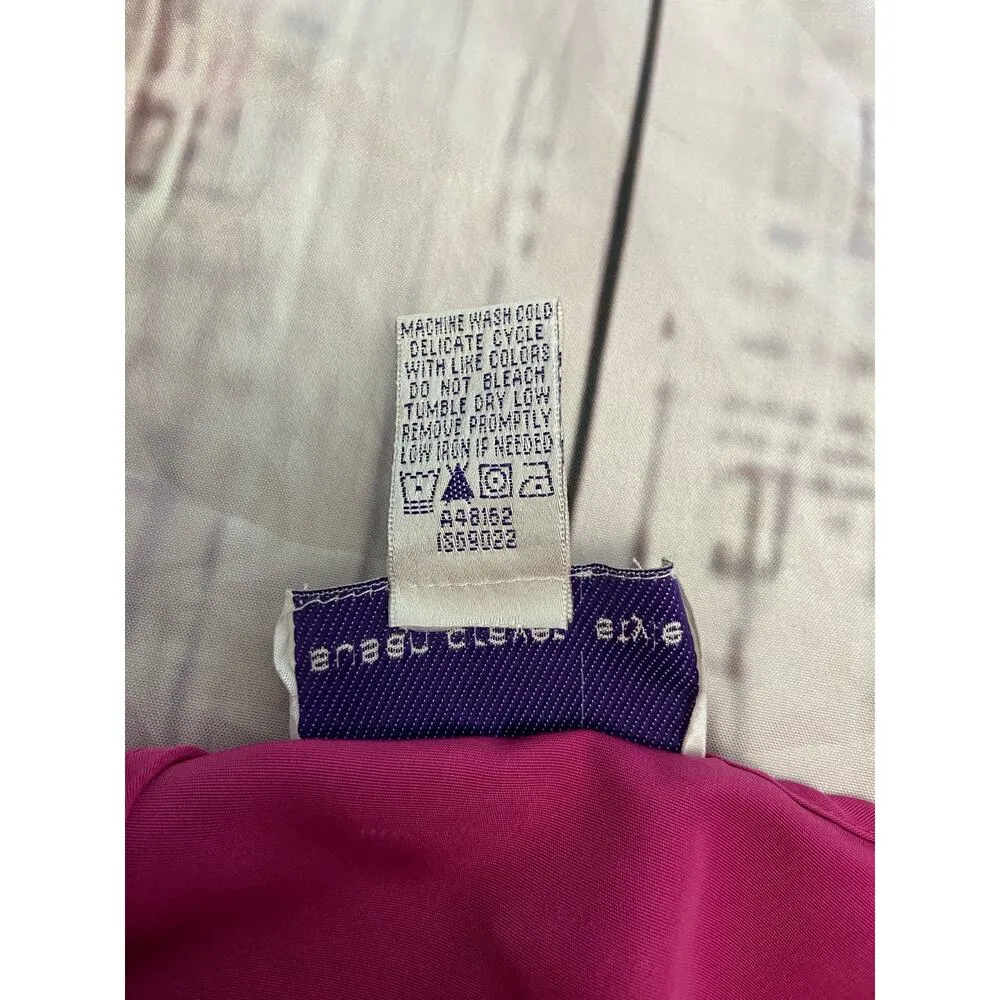 MACHINE WASH COLD
DELICATE CYCLE
WITH LIKE COLORS
DO NOT BLEACH
TUMBLE DRY LOW
REMOVE PROMPTLY
LOW IRON IF NEEDED
A48162